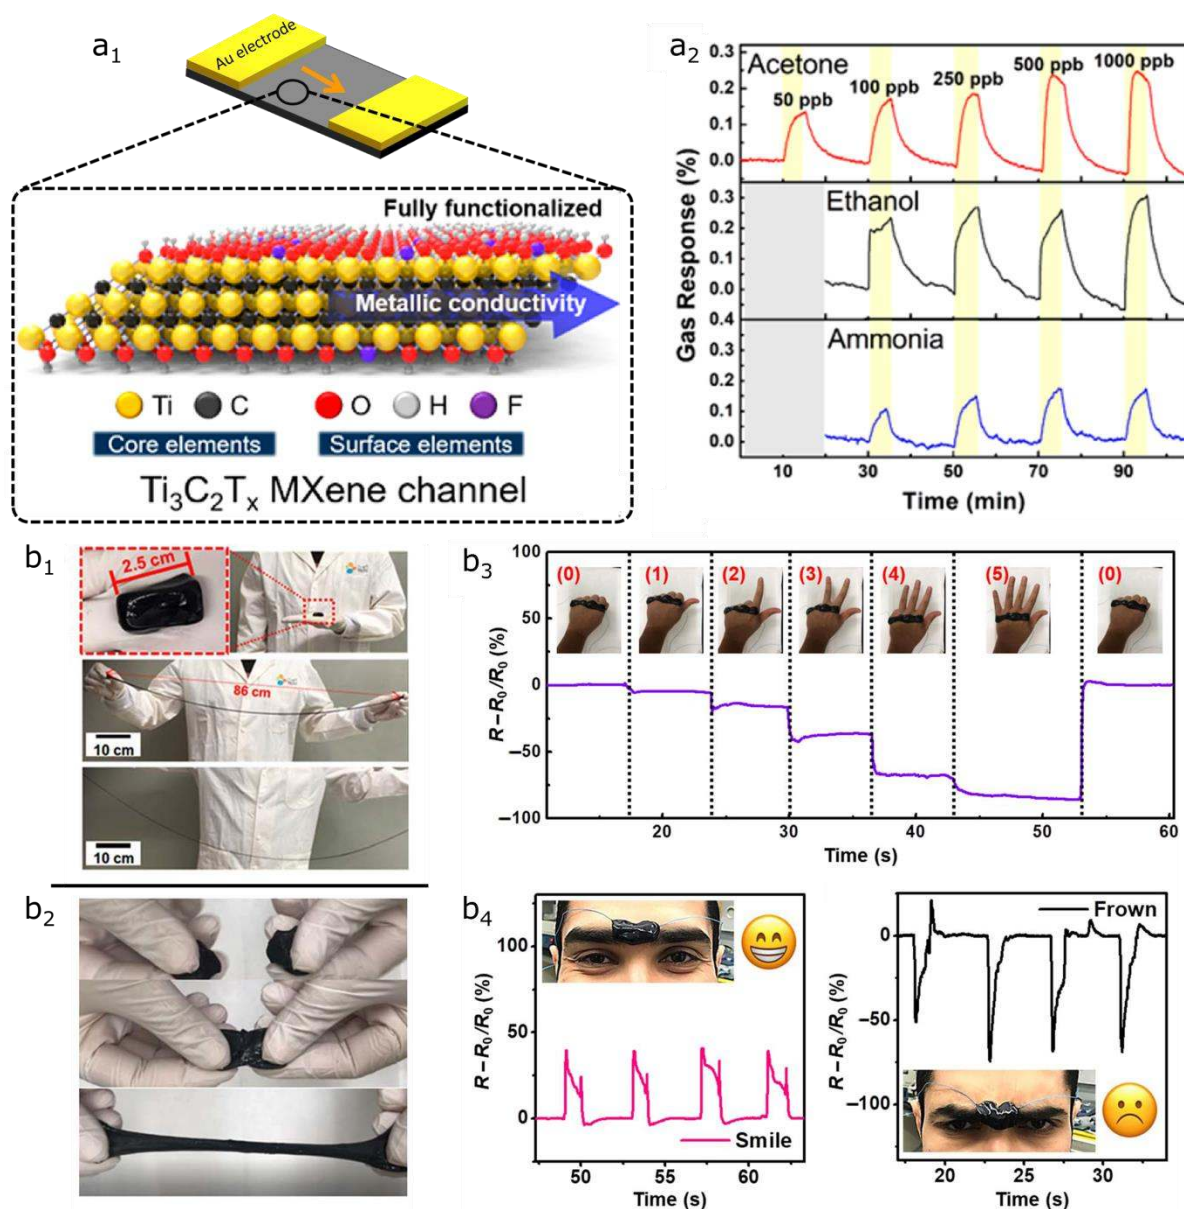 a₁
Au electrode
Fully functionalized
Metallic conductivity
Ti C O H F
Core elements Surface elements
Ti₃C₂Tₓ MXene channel
a₂
Gas Response (%)
0.3
0.2
0.1
0.0
Acetone
50 ppb
100 ppb
250 ppb
500 ppb
1000 ppb
0.3
0.2
0.1
0.0
Ethanol
0.4
0.3
0.2
0.1
0.0
Ammonia
10 30 50 70 90
Time (min)
b₁
2.5 cm
86 cm
10 cm
10 cm
b₂
b₃
R−R₀/R₀ (%)
100
50
0
−50
−100
(0) (1) (2) (3) (4) (5) (0)
20 30 40 50 60
Time (s)
b₄
R−R₀/R₀ (%)
100
50
0
Smile
50 55 60
Time (s)
R−R₀/R₀ (%)
0
−50
−100
Frown
20 25 30
Time (s)